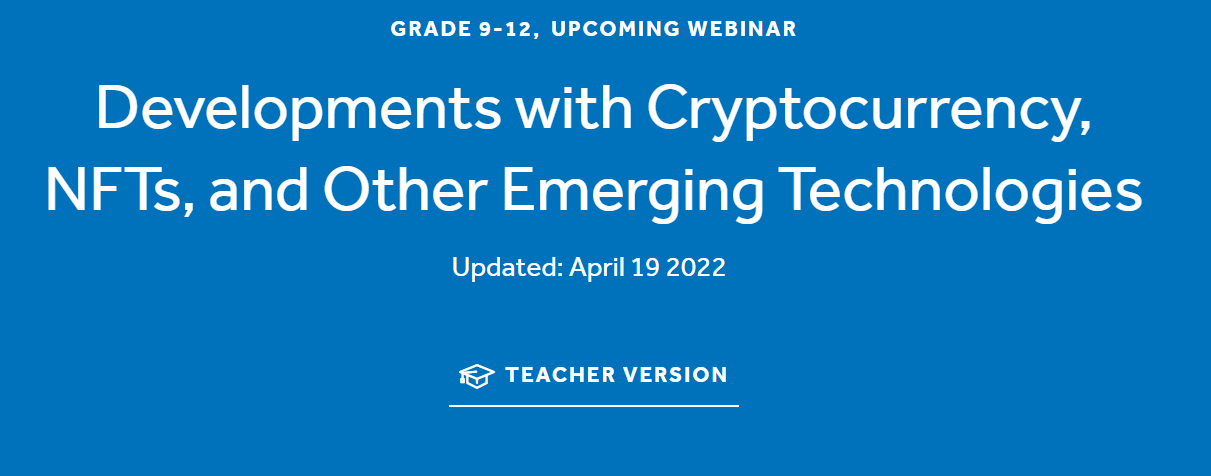 GRADE 9-12, UPCOMING WEBINAR
Developments with Cryptocurrency,
NFTs, and Other Emerging Technologies
Updated: April 19 2022
TEACHER VERSION